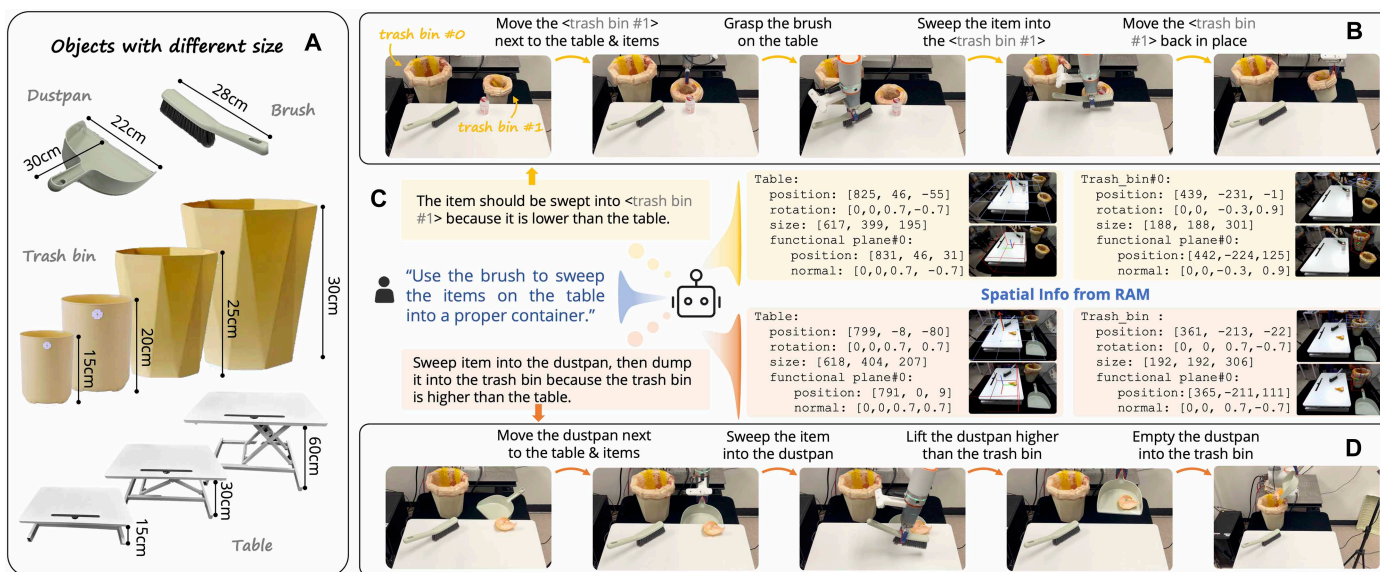 Objects with different size
A
Dustpan
28cm
Brush
22cm
30cm
Trash bin
30cm
25cm
20cm
15cm
60cm
30cm
15cm
Table
B
trash bin #0
Move the <trash bin #1>
next to the table & items
Grasp the brush
on the table
Sweep the item into
the <trash bin #1>
Move the <trash bin
#1> back in place
trash bin #1
C
The item should be swept into <trash bin
#1> because it is lower than the table.
“Use the brush to sweep
the items on the table
into a proper container.”
Sweep item into the dustpan, then dump
it into the trash bin because the trash bin
is higher than the table.
Table:
position: [825, 46, -55]
rotation: [0,0,0.7,-0.7]
size: [617, 399, 195]
functional plane#0:
position: [831, 46, 31]
normal: [0,0,0.7, -0.7]
Trash_bin#0:
position: [439, -231, -1]
rotation: [0,0, -0.3,0.9]
size: [188, 188, 301]
functional plane#0:
position:[442,-224,125]
normal: [0,0,-0.3, 0.9]
Spatial Info from RAM
Table:
position: [799, -8, -80]
rotation: [0,0,0.7, 0.7]
size: [618, 404, 207]
functional plane#0:
position: [791, 0, 9]
normal: [0,0,0.7,0.7]
Trash_bin :
position: [361, -213, -22]
rotation: [0, 0, 0.7,-0.7]
size: [192, 192, 306]
functional plane#0:
position:[365,-211,111]
normal: [0,0, 0.7,-0.7]
Move the dustpan next
to the table & items
Sweep the item
into the dustpan
Lift the dustpan higher
than the trash bin
Empty the dustpan
into the trash bin
D